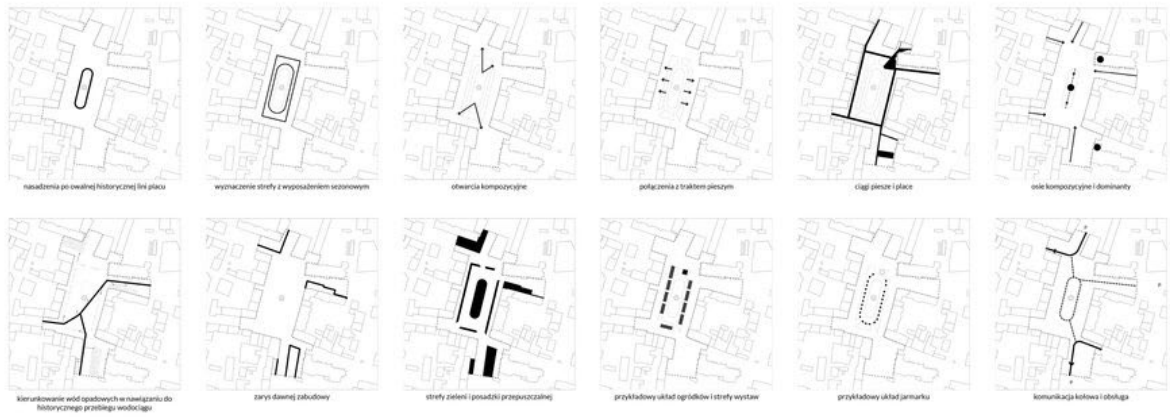 nasadzenia po owalnej historycznej lini placu
wyznaczenie strefy z wyposażeniem sezonowym
otwarcia kompozycyjne
połączenia z traktem pieszym
ciągi piesze i place
osie kompozycyjne i dominanty
kierunkowanie wód opadowych w nawiązaniu do
historycznego przebiegu wodociągu
zarys dawnej zabudowy
strefy zieleni i posadzki przepuszczalnej
przykładowy układ ogródków i strefy wystaw
przykładowy układ jarmarku
komunikacja kołowa i obsługa